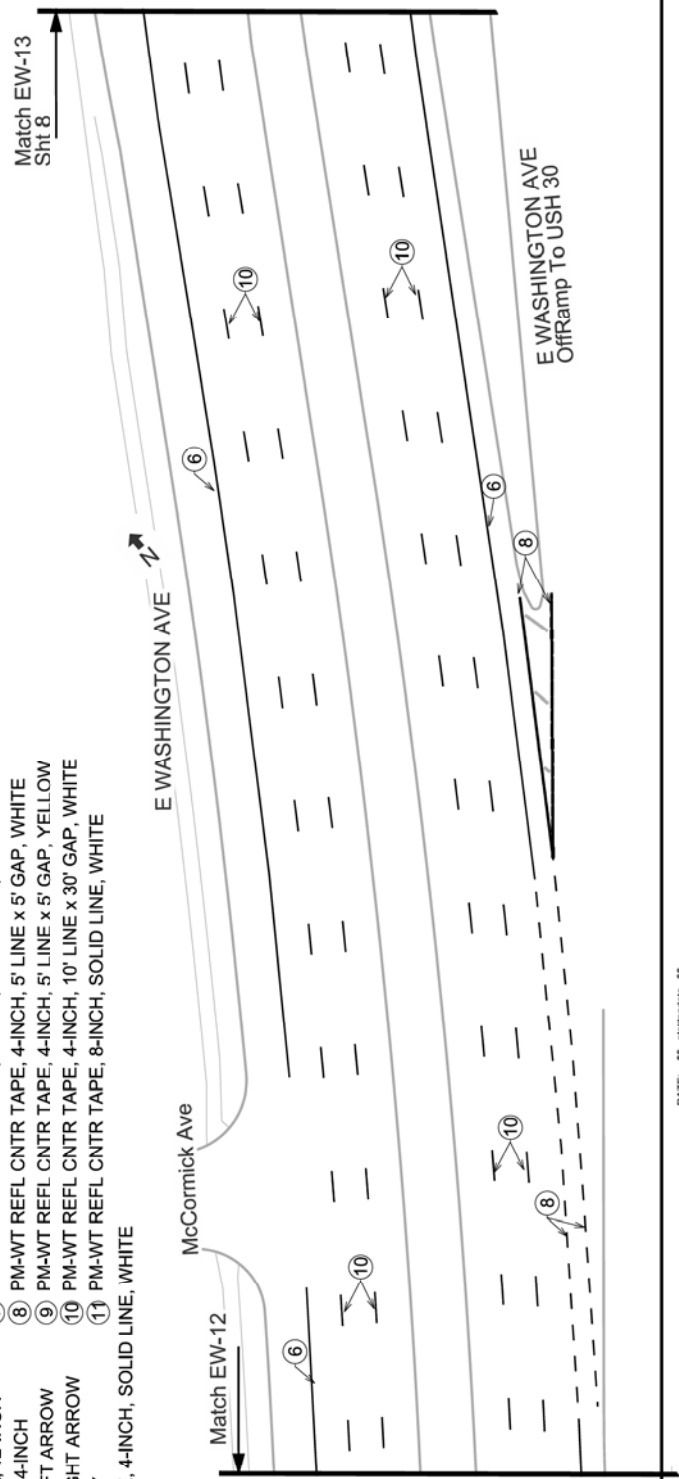 4-INCH
FT ARROW
GHT ARROW
, 4-INCH, SOLID LINE, WHITE
8 PM-WT REFL CNTR TAPE, 4-INCH, 5' LINE x 5' GAP, WHITE
9 PM-WT REFL CNTR TAPE, 4-INCH, 5' LINE x 5' GAP, YELLOW
10 PM-WT REFL CNTR TAPE, 4-INCH, 10' LINE x 30' GAP, WHITE
11 PM-WT REFL CNTR TAPE, 8-INCH, SOLID LINE, WHITE
Match EW-12
McCormick Ave
E WASHINGTON AVE
N
Match EW-13
Sht 8
6
10
6
10
10
10
6
8
8
E WASHINGTON AVE
OffRamp To USH 30